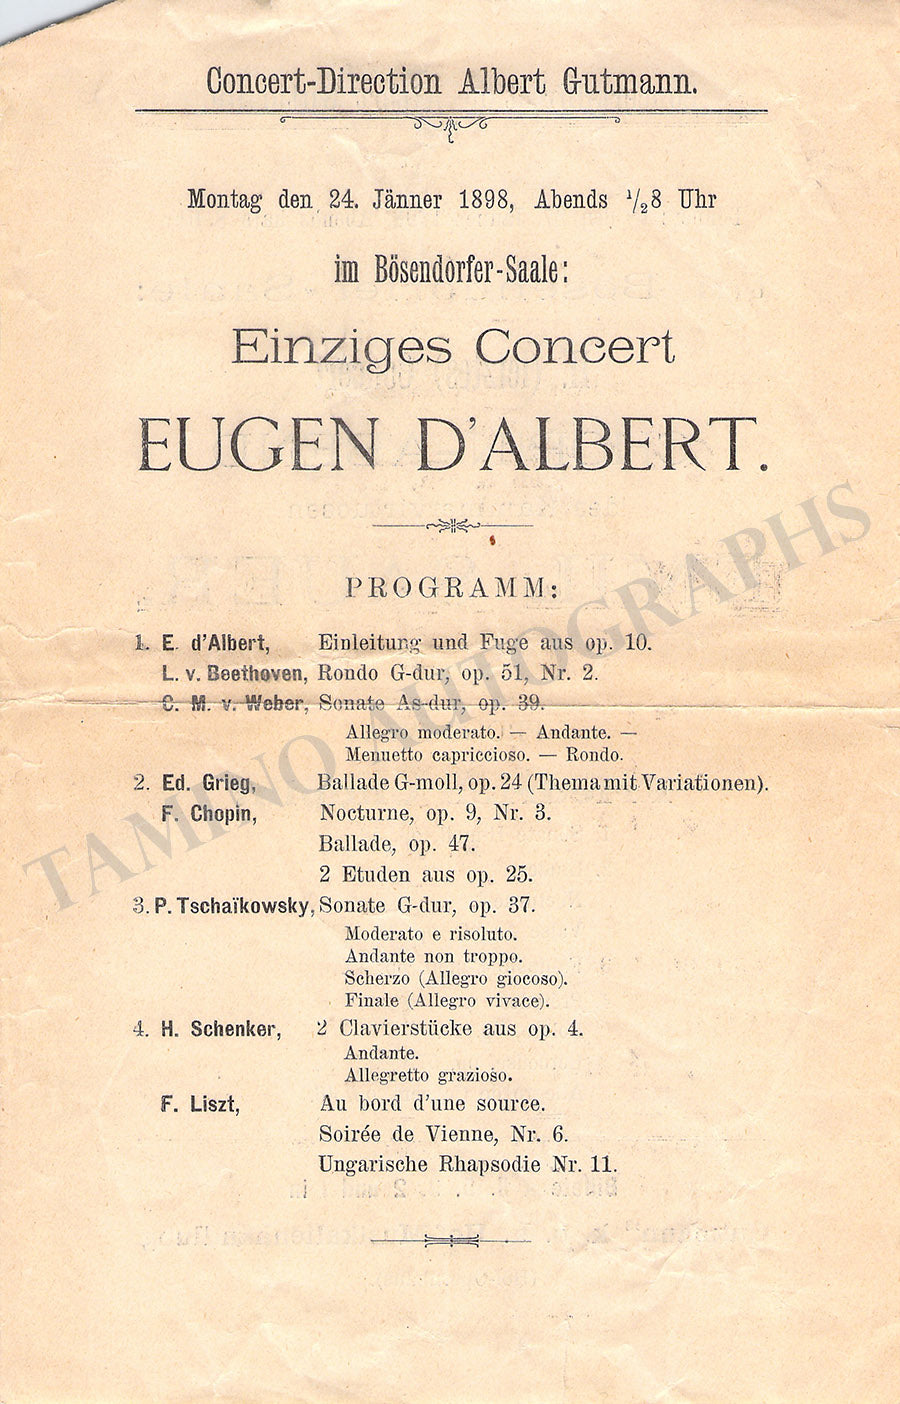 Concert-Direction Albert Gutmann.
Montag den 24. Jänner 1898, Abends 1/28 Uhr
im Bösendorfer-Saale:
Einziges Concert
EUGEN D'ALBERT.
PROGRAMM:
1. E. d'Albert, Einleitung und Fuge aus op. 10.
L. v. Beethoven, Rondo G-dur, op. 51, Nr. 2.
C. M. v. Weber, Sonate As-dur, op. 39.
Allegro moderato. — Andante. —
Menuetto capriccioso. — Rondo.
2. Ed. Grieg, Ballade G-moll, op. 24 (Thema mit Variationen).
F. Chopin, Nocturne, op. 9, Nr. 3.
Ballade, op. 47.
2 Etuden aus op. 25.
3. P. Tschaïkowsky, Sonate G-dur, op. 37.
Moderato e risoluto.
Andante non troppo.
Scherzo (Allegro giocoso).
Finale (Allegro vivace).
4. H. Schenker, 2 Clavierstücke aus op. 4.
Andante.
Allegretto grazioso.
F. Liszt, Au bord d'une source.
Soirée de Vienne, Nr. 6.
Ungarische Rhapsodie Nr. 11.
TAMINO AUTOGRAPHS